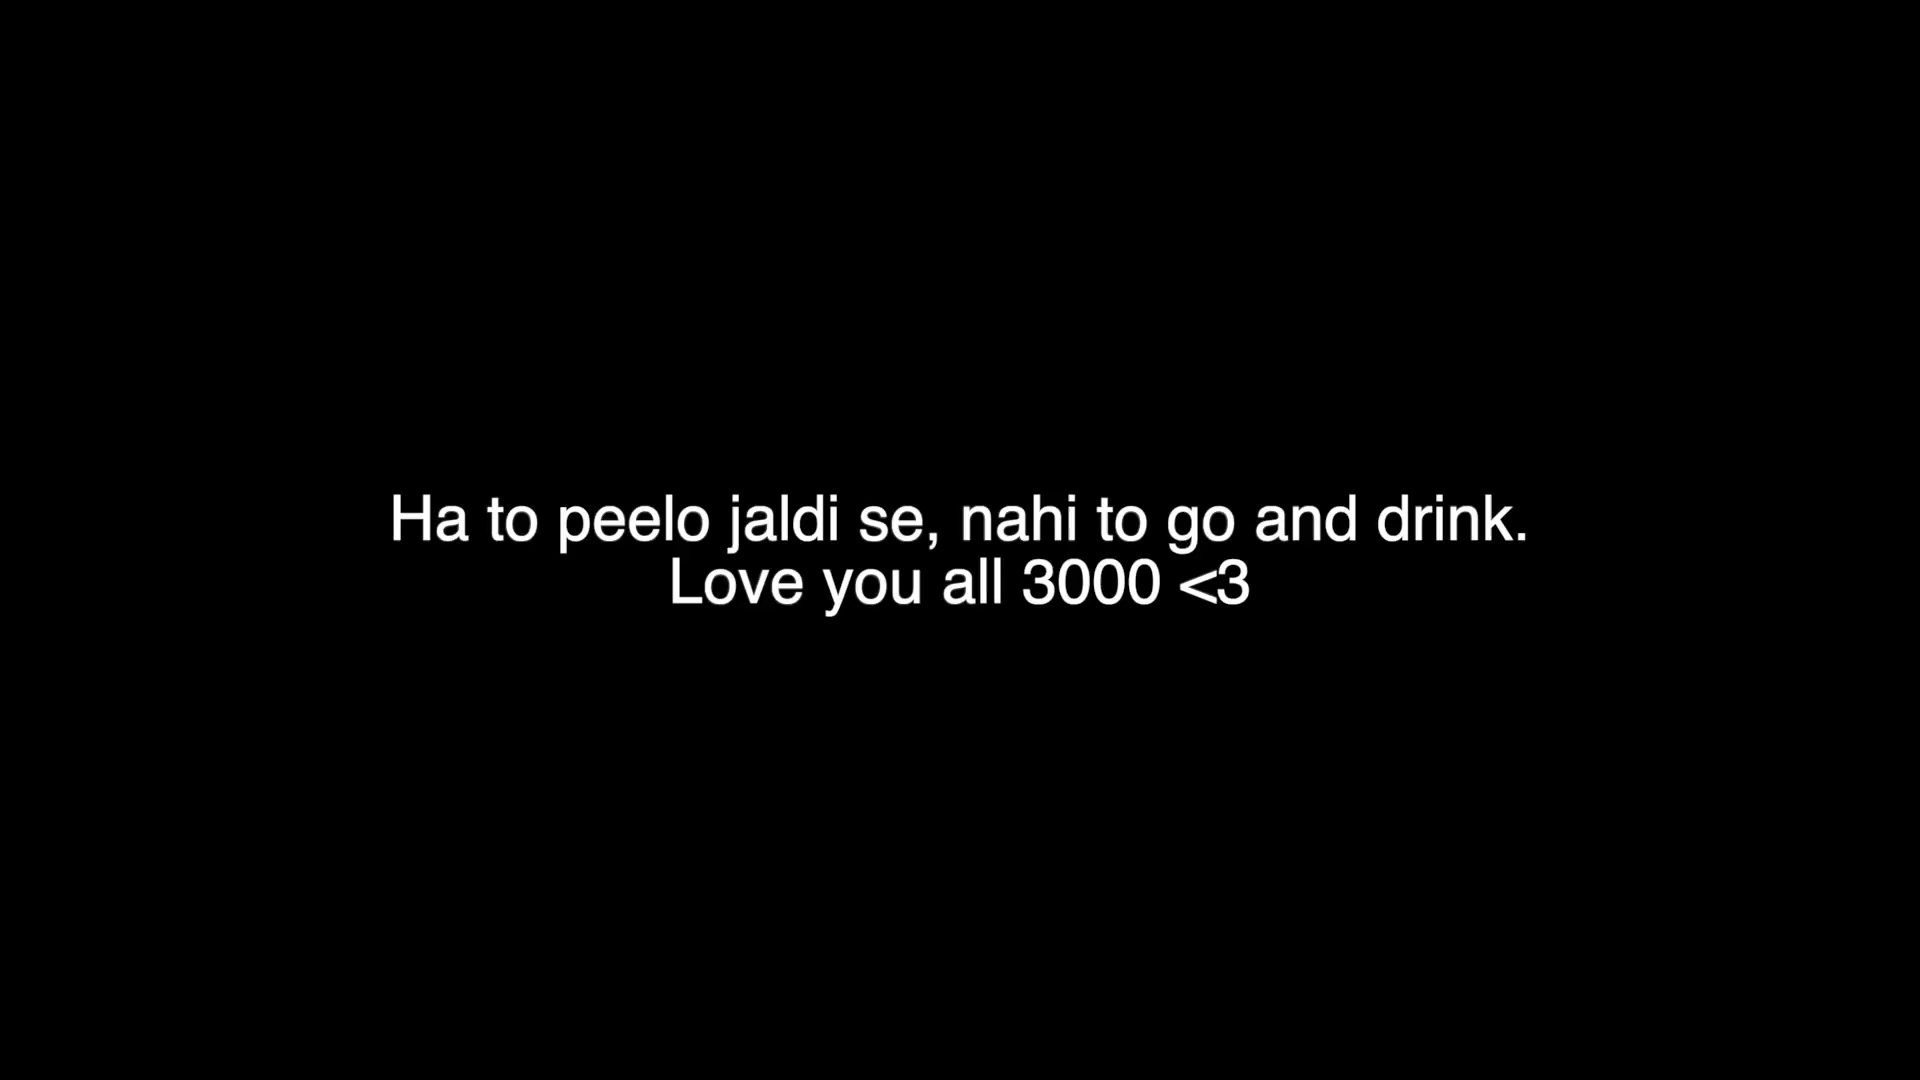 Ha to peelo jaldi se, nahi to go and drink.
Love you all 3000 <3